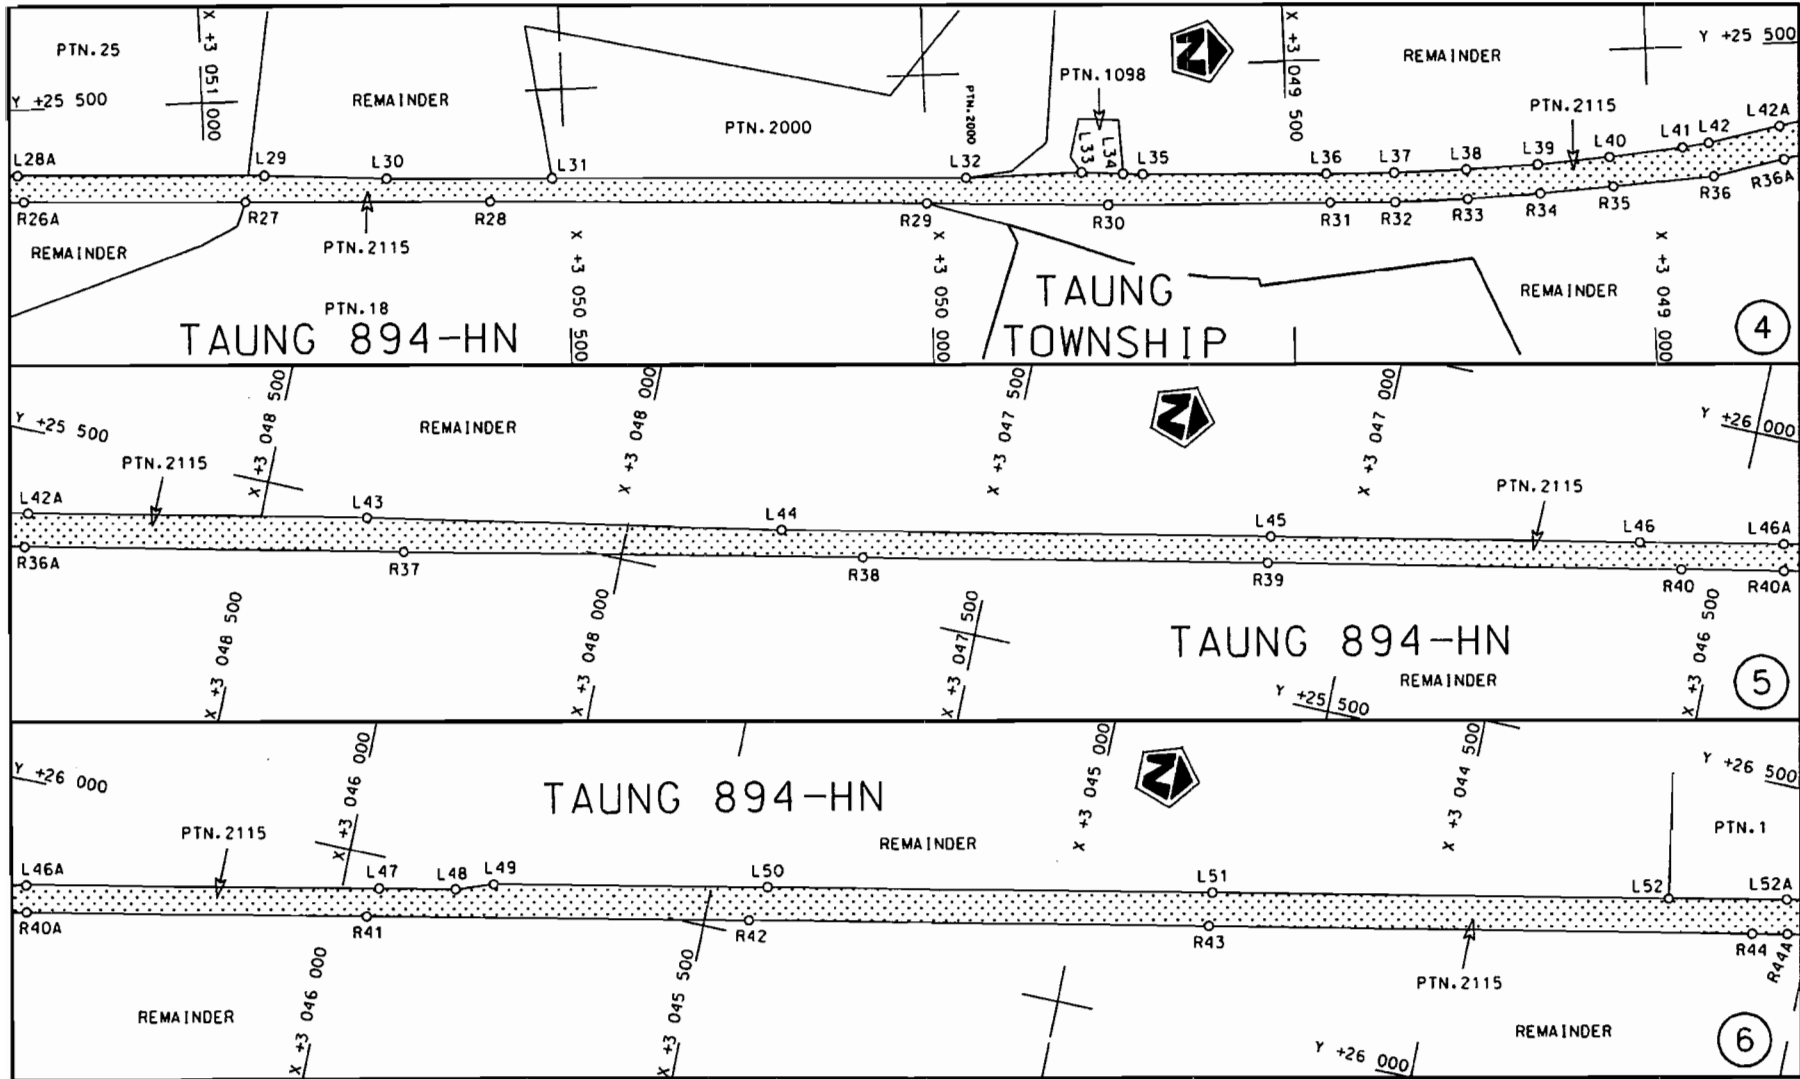 PTN.25
X +3 051 000
Y +25 500
REMAINDER
PTN.2000
PTN.2000
PTN.1098
N
X +3 049 500
REMAINDER
Y +25 500
PTN.2115
L28A
L29
L30
L31
L32
L33
L34
L35
L36
L37
L38
L39
L40
L41
L42
L42A
R26A
R27
R28
R29
R30
R31
R32
R33
R34
R35
R36
R36A
REMAINDER
PTN.2115
PTN.18
X +3 050 500
X +3 050 000
X +3 049 000
TAUNG 894-HN
TAUNG
TOWNSHIP
REMAINDER
4
Y +25 500
X +3 048 500
REMAINDER
X +3 048 000
X +3 047 500
N
X +3 047 000
Y +26 000
PTN.2115
PTN.2115
L42A
L43
L44
L45
L46
L46A
R36A
R37
R38
R39
R40
R40A
X +3 048 500
X +3 048 000
X +3 047 500
TAUNG 894-HN
REMAINDER
Y +25 500
X +3 046 500
5
Y +26 000
X +3 046 000
TAUNG 894-HN
REMAINDER
X +3 045 000
N
X +3 044 500
Y +26 500
PTN.1
PTN.2115
L46A
L47
L48
L49
L50
L51
L52
L52A
R40A
R41
R42
R43
R44
R44A
REMAINDER
X +3 046 000
X +3 045 500
PTN.2115
Y +26 000
REMAINDER
6